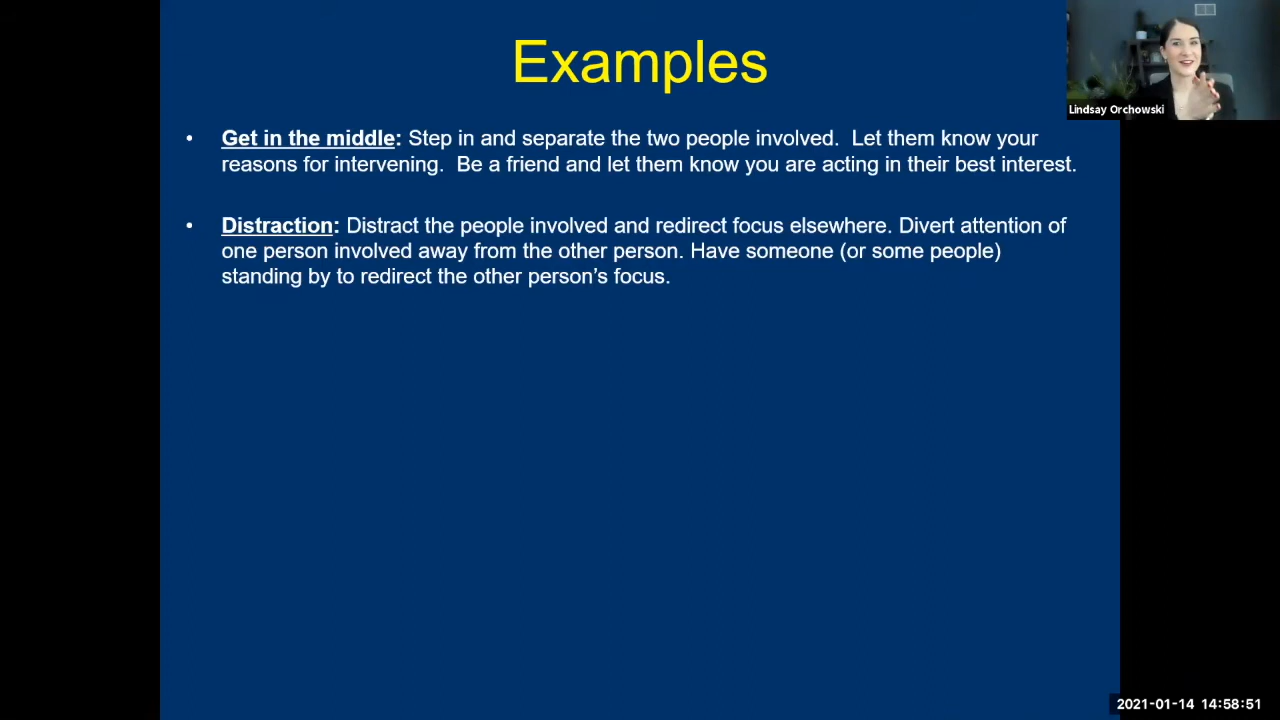 Examples
Lindsay Orchowski
• Get in the middle: Step in and separate the two people involved.  Let them know your
reasons for intervening.  Be a friend and let them know you are acting in their best interest.
• Distraction: Distract the people involved and redirect focus elsewhere. Divert attention of
one person involved away from the other person. Have someone (or some people)
standing by to redirect the other person’s focus.
2021-01-14 14:58:51